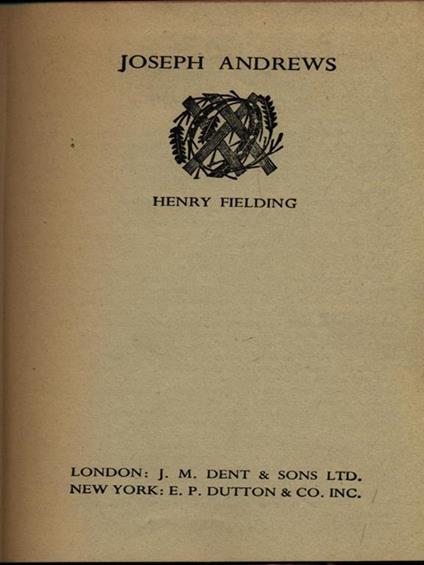 JOSEPH ANDREWS
HENRY FIELDING
LONDON: J. M. DENT & SONS LTD.
NEW YORK: E. P. DUTTON & CO. INC.